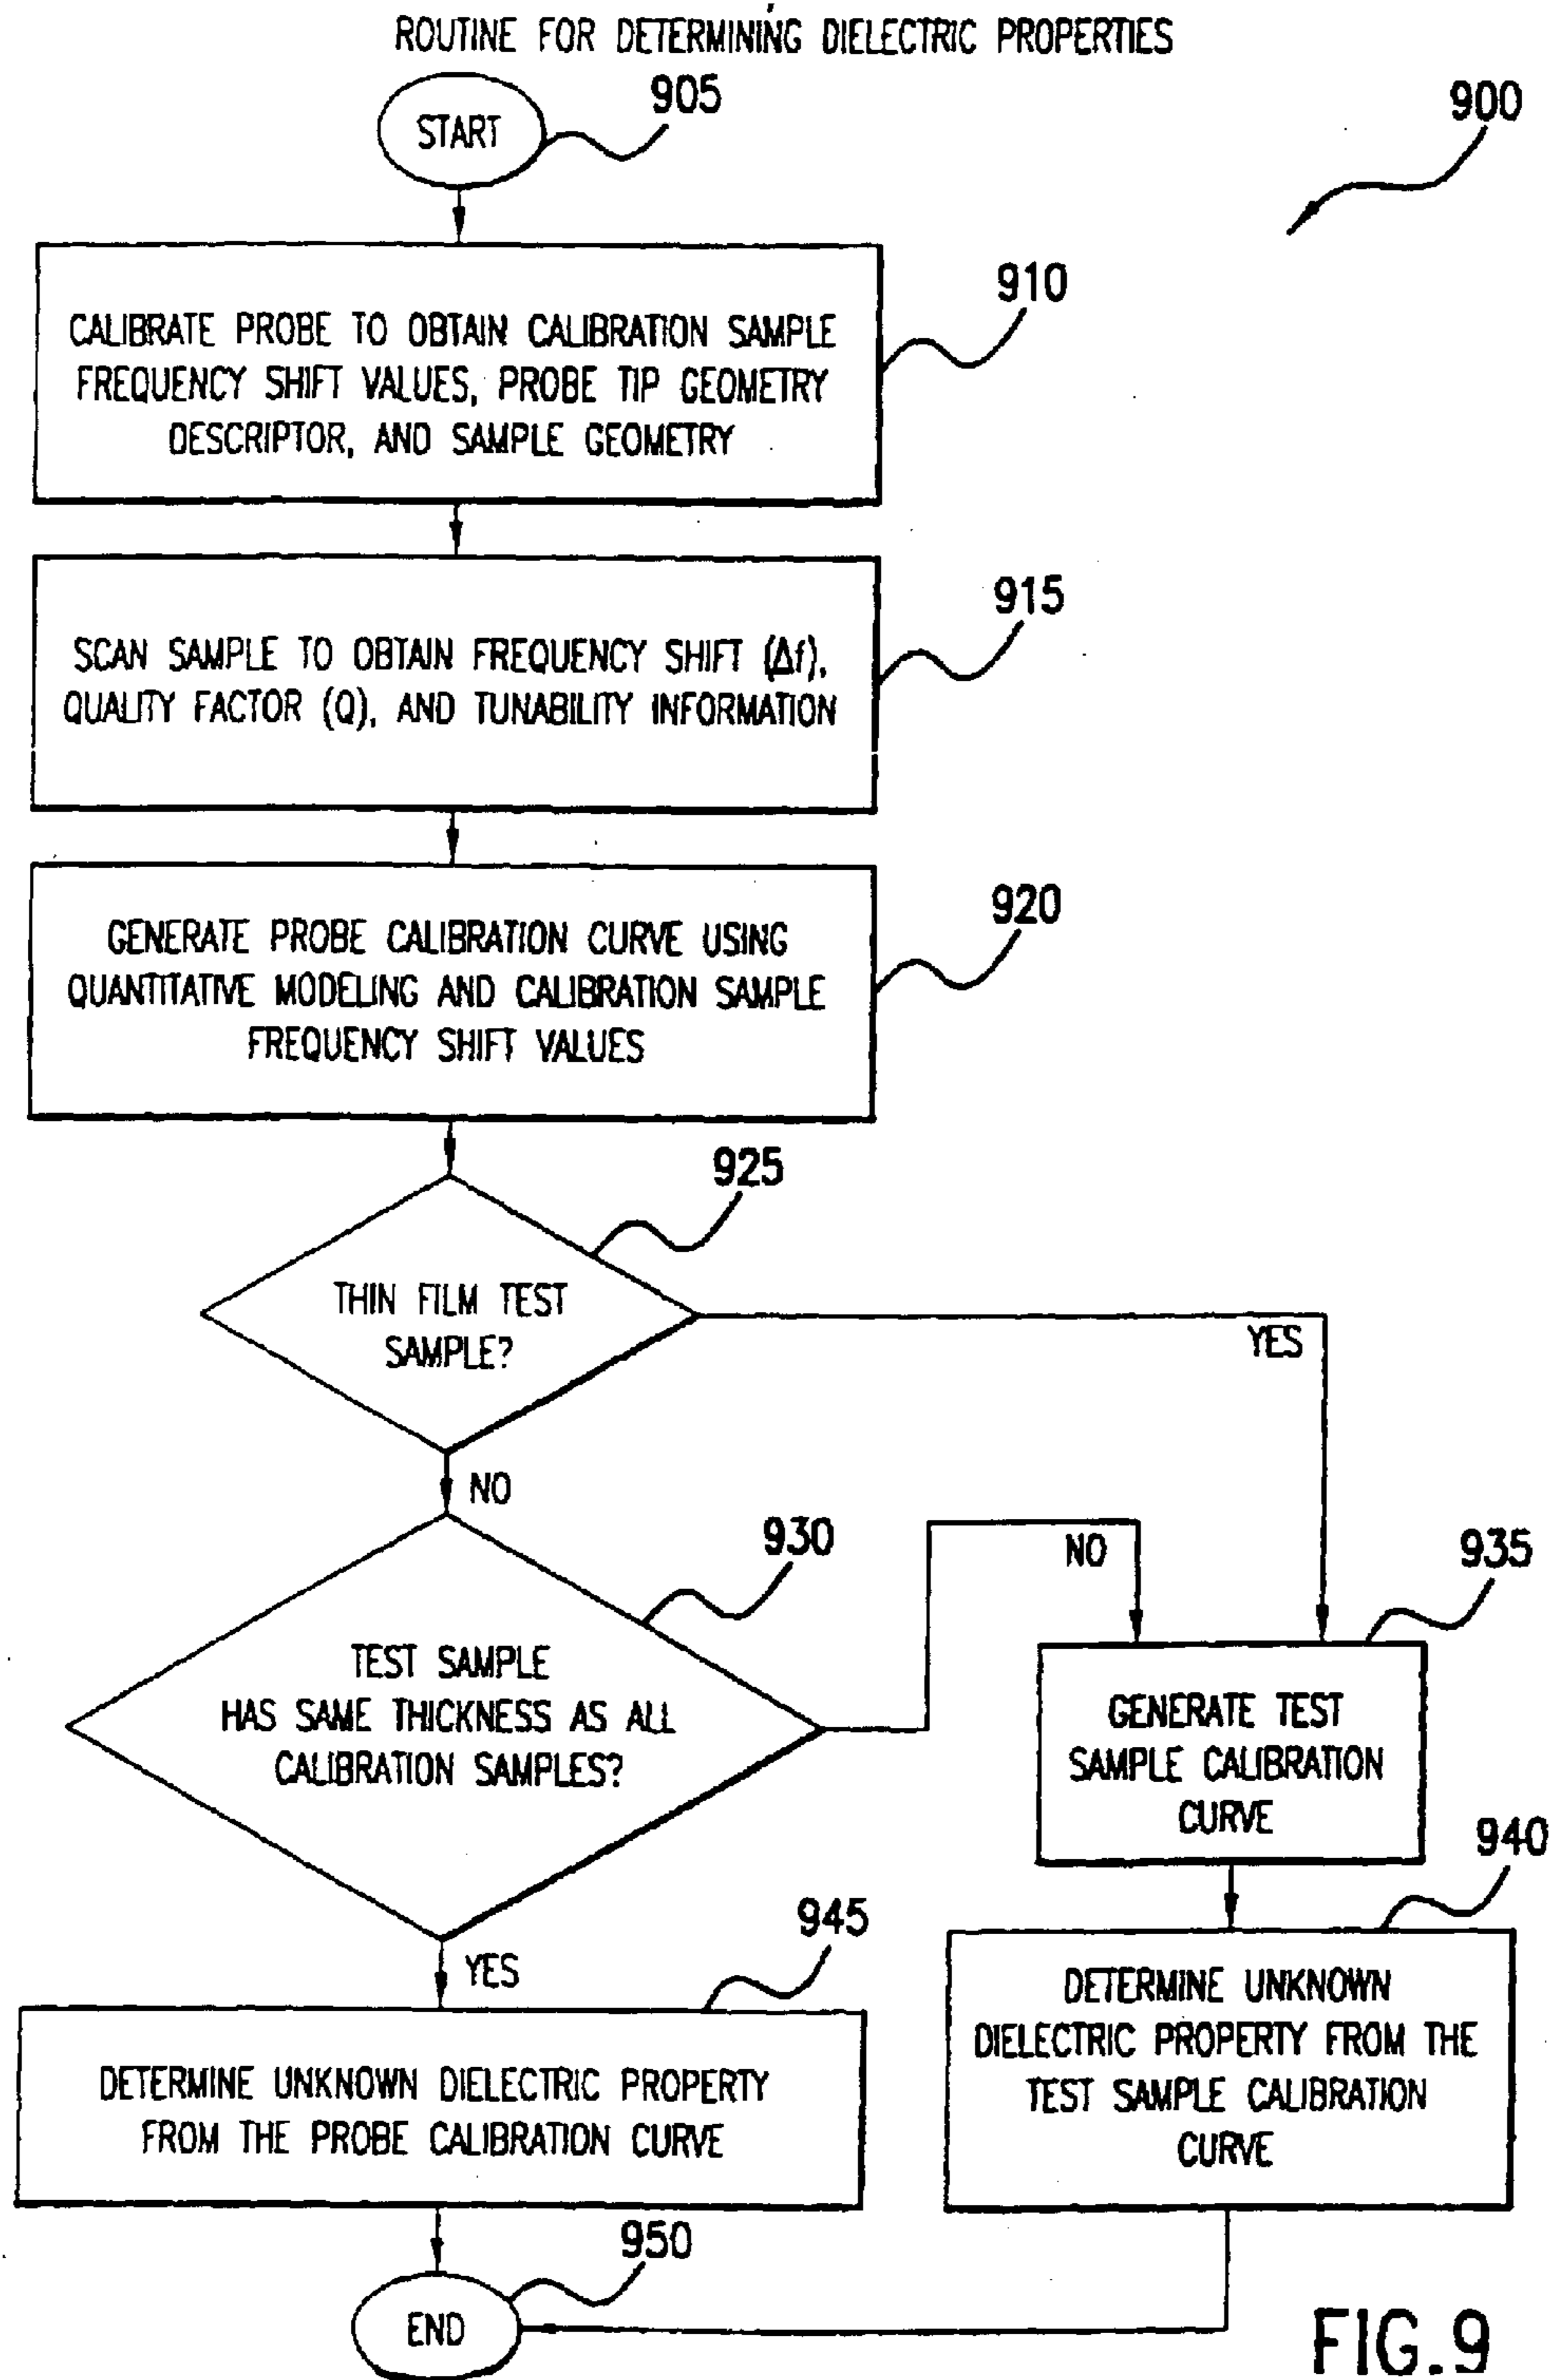 ROUTINE FOR DETERMINING DIELECTRIC PROPERTIES
START
905
900
CALIBRATE PROBE TO OBTAIN CALIBRATION SAMPLE
FREQUENCY SHIFT VALUES, PROBE TIP GEOMETRY
DESCRIPTOR, AND SAMPLE GEOMETRY
910
SCAN SAMPLE TO OBTAIN FREQUENCY SHIFT (Δf),
QUALITY FACTOR (Q), AND TUNABILITY INFORMATION
915
GENERATE PROBE CALIBRATION CURVE USING
QUANTITATIVE MODELING AND CALIBRATION SAMPLE
FREQUENCY SHIFT VALUES
920
925
THIN FILM TEST
SAMPLE?
YES
NO
930
TEST SAMPLE
HAS SAME THICKNESS AS ALL
CALIBRATION SAMPLES?
NO
935
GENERATE TEST
SAMPLE CALIBRATION
CURVE
940
DETERMINE UNKNOWN
DIELECTRIC PROPERTY FROM THE
TEST SAMPLE CALIBRATION
CURVE
YES
945
DETERMINE UNKNOWN DIELECTRIC PROPERTY
FROM THE PROBE CALIBRATION CURVE
950
END
FIG.9